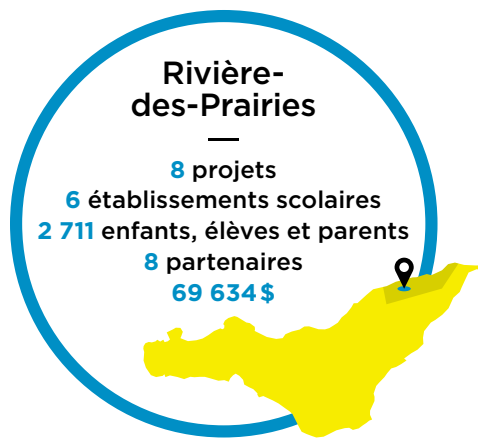 Rivière-
des-Prairies
8 projets
6 établissements scolaires
2 711 enfants, élèves et parents
8 partenaires
69 634 $